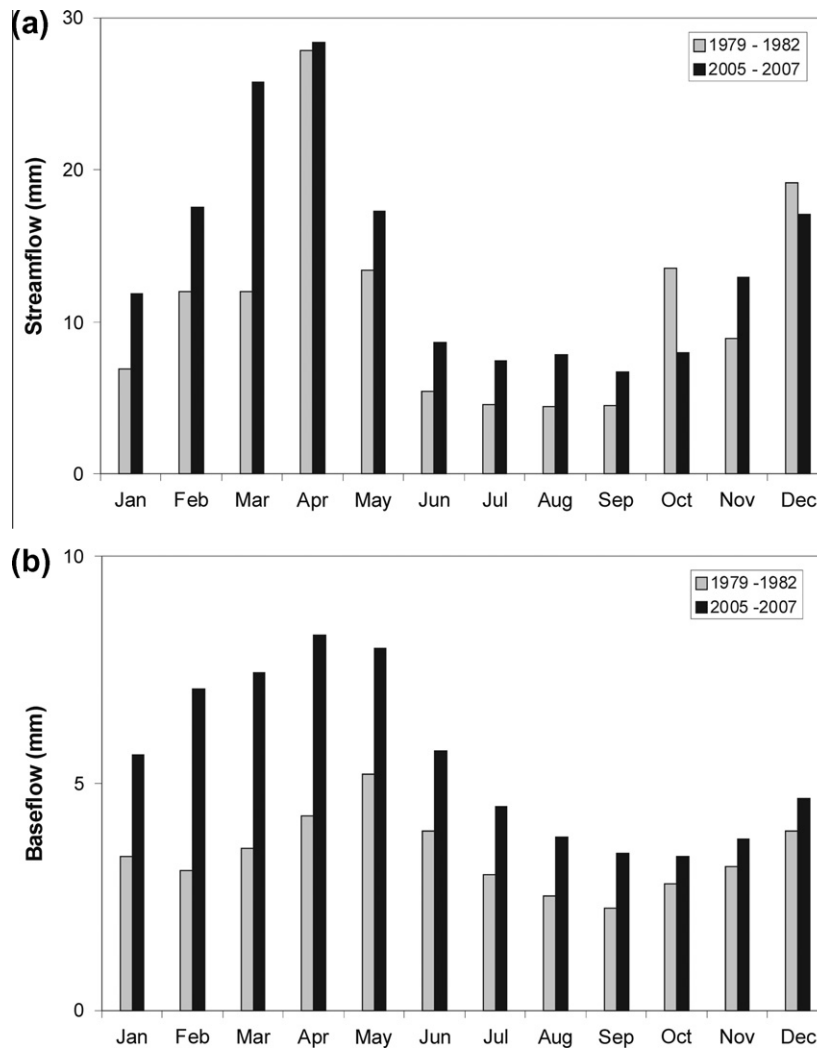 (a)
30
20
10
0
Streamflow (mm)
1979 - 1982
2005 - 2007
Jan Feb Mar Apr May Jun Jul Aug Sep Oct Nov Dec
(b)
10
5
0
Baseflow (mm)
1979 -1982
2005 -2007
Jan Feb Mar Apr May Jun Jul Aug Sep Oct Nov Dec